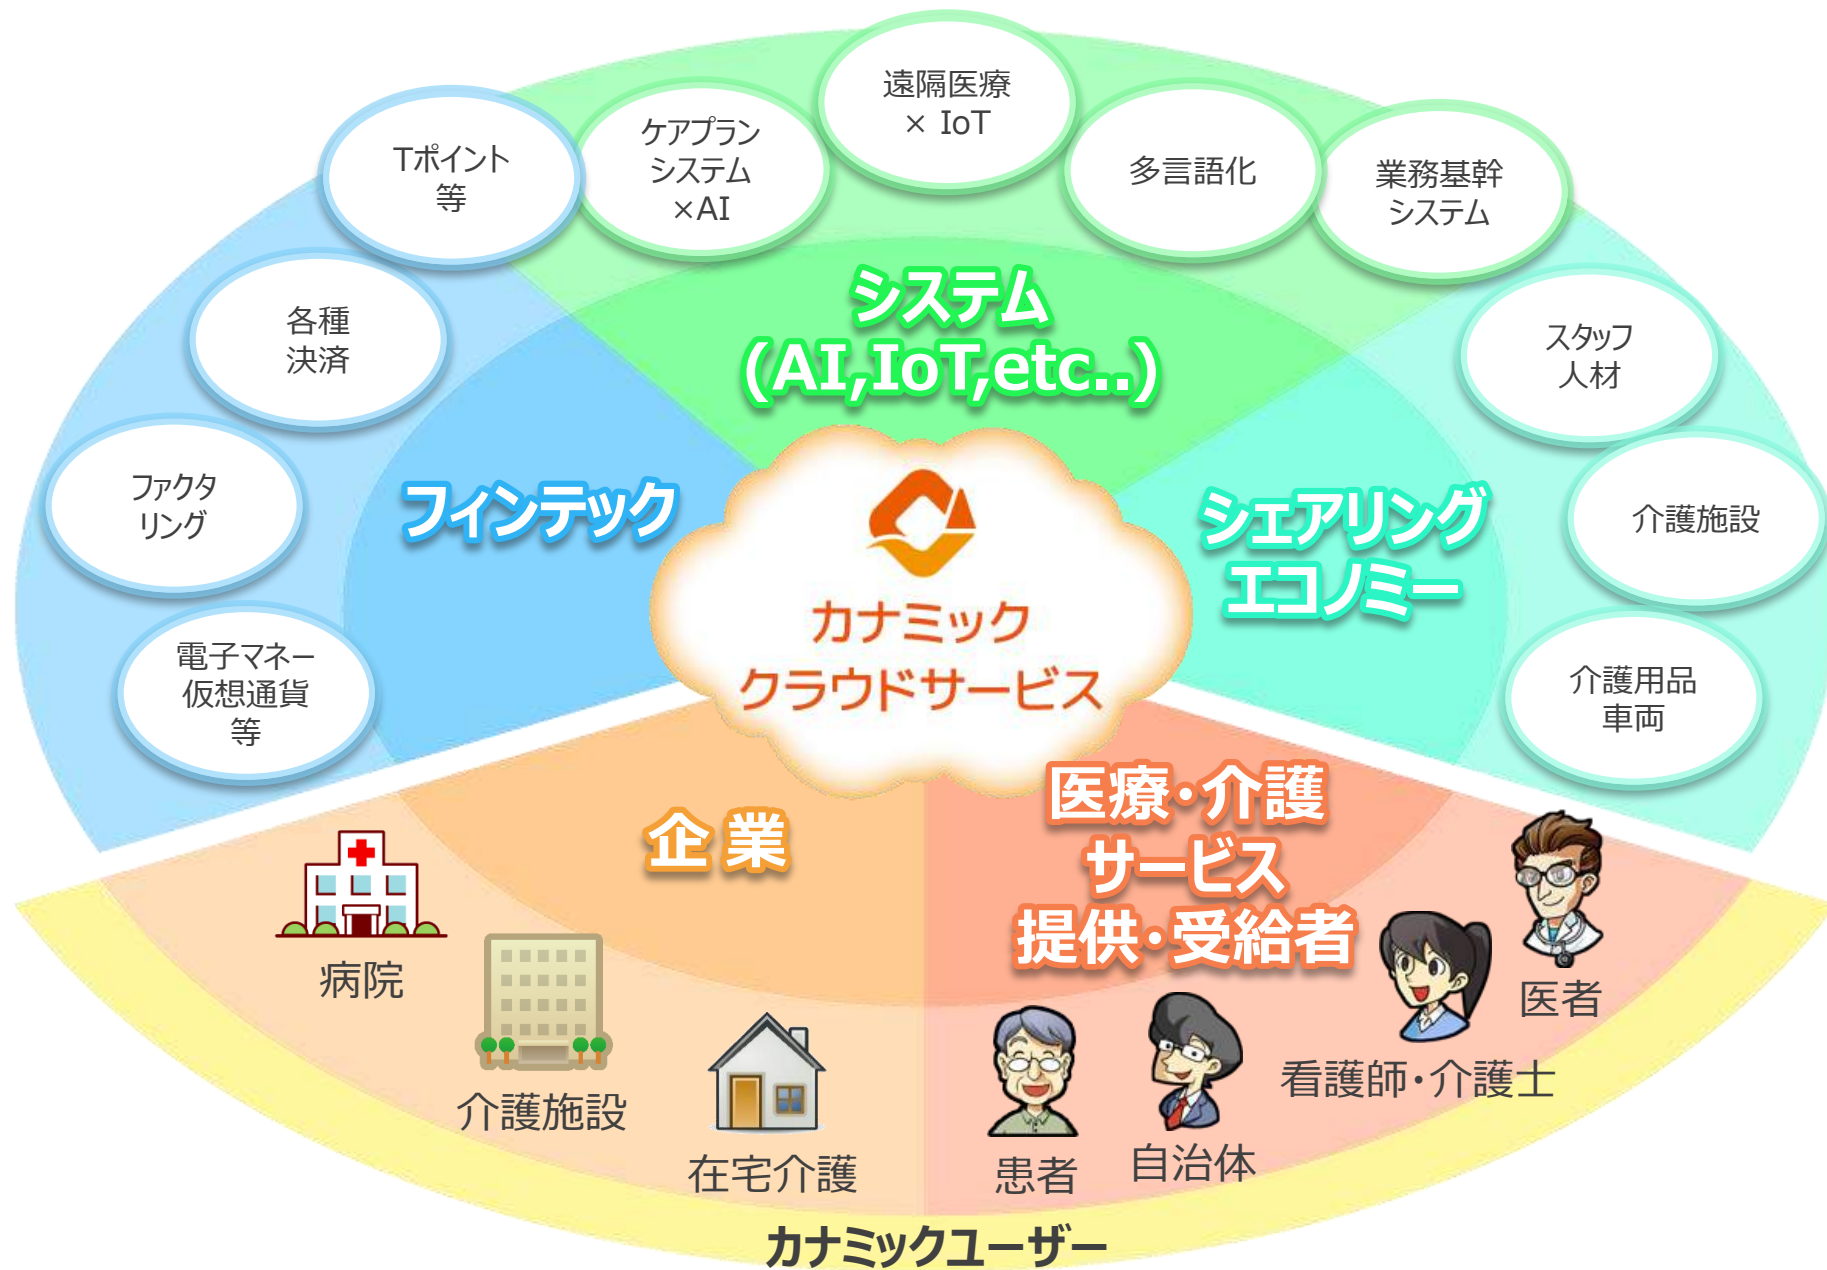 遠隔医療
× IoT
Tポイント
等
ケアプラン
システム
×AI
多言語化
業務基幹
システム
各種
決済
システム
(AI,IoT,etc..)
スタッフ
人材
ファクタ
リング
フィンテック
シェアリング
エコノミー
介護施設
カナミック
クラウドサービス
電子マネー
仮想通貨
等
介護用品
車両
企業
医療・介護
サービス
提供・受給者
病院
介護施設
在宅介護
患者
自治体
看護師・介護士
医者
カナミックユーザー